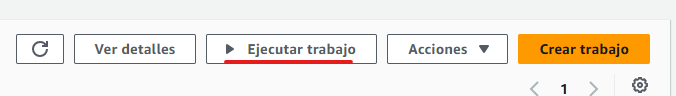 Ver detalles
Ejecutar trabajo
Acciones
Crear trabajo
1